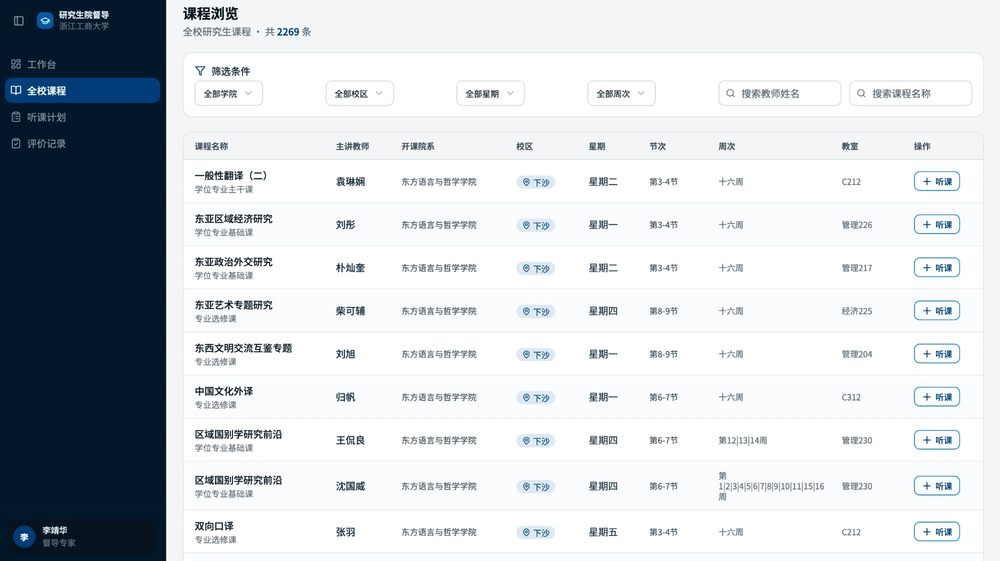 研究生院督导
浙江工商大学
工作台
全校课程
听课计划
评价记录
李
李靖华
督导专家
课程浏览
全校研究生课程 • 共 2269 条
筛选条件
全部学院
全部校区
全部星期
全部周次
搜索教师姓名
搜索课程名称
课程名称 主讲教师 开课院系 校区 星期 节次 周次 教室 操作
一般性翻译（二）
学位专业主干课
袁琳娴 东方语言与哲学学院 下沙 星期二 第3-4节 十六周 C212 听课
东亚区域经济研究
学位专业基础课
刘彤 东方语言与哲学学院 下沙 星期一 第3-4节 十六周 管理226 听课
东亚政治外交研究
学位专业基础课
朴灿奎 东方语言与哲学学院 下沙 星期二 第3-4节 十六周 管理217 听课
东亚艺术专题研究
专业选修课
柴可辅 东方语言与哲学学院 下沙 星期四 第8-9节 十六周 经济225 听课
东西文明交流互鉴专题
专业选修课
刘旭 东方语言与哲学学院 下沙 星期一 第8-9节 十六周 管理204 听课
中国文化外译
专业选修课
归帆 东方语言与哲学学院 下沙 星期一 第6-7节 十六周 C312 听课
区域国别学研究前沿
学位专业基础课
王侃良 东方语言与哲学学院 下沙 星期四 第6-7节 第12|13|14周 管理230 听课
区域国别学研究前沿
学位专业基础课
沈国威 东方语言与哲学学院 下沙 星期四 第6-7节
第
1|2|3|4|5|6|7|8|9|10|11|15|16
周
管理230 听课
双向口译
专业选修课
张羽 东方语言与哲学学院 下沙 星期五 第3-4节 十六周 C212 听课